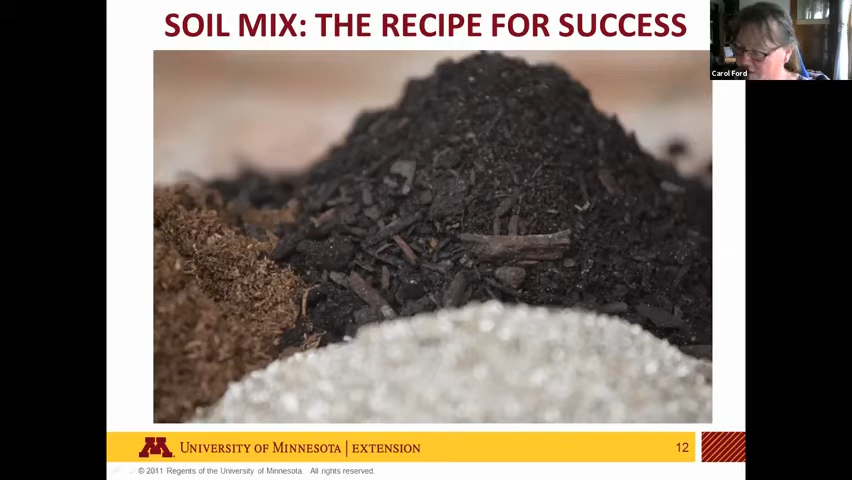 SOIL MIX: THE RECIPE FOR SUCCESS
Carol Ford
M UNIVERSITY OF MINNESOTA | EXTENSION
12
© 2011 Regents of the University of Minnesota. All rights reserved.